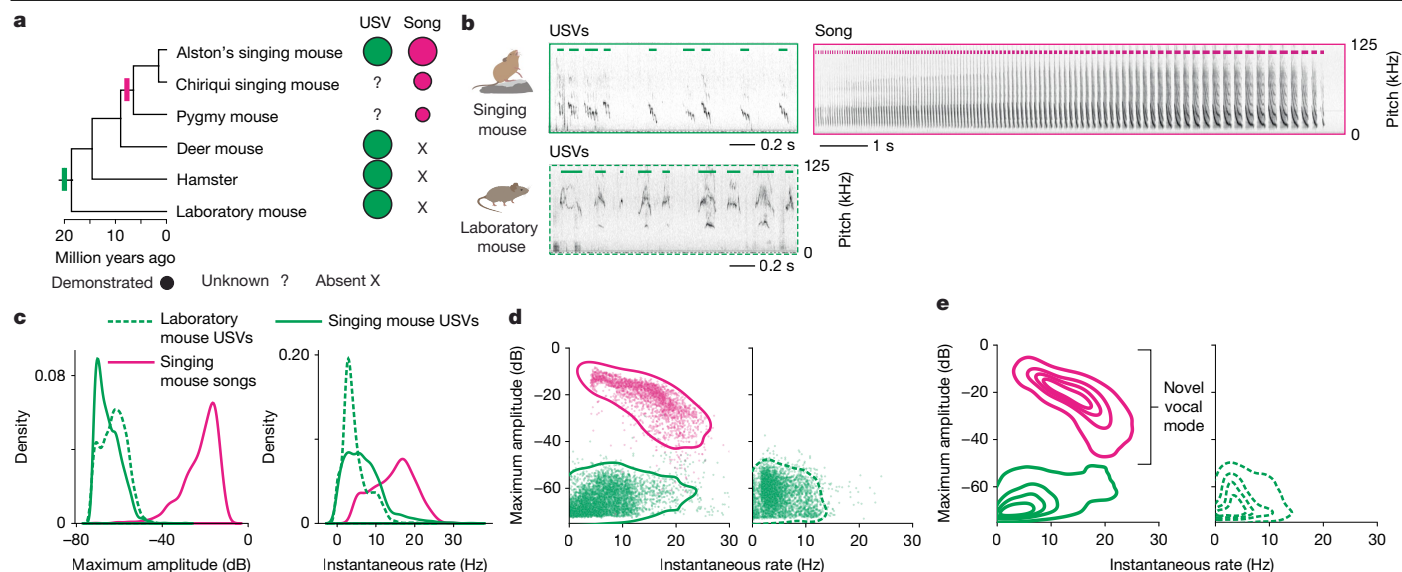 a
USV Song
Alston's singing mouse
Chiriqui singing mouse ?
Pygmy mouse ?
Deer mouse X
Hamster X
Laboratory mouse X
20 10 0
Million years ago
Demonstrated Unknown ? Absent X
b
USVs
Singing
mouse
0.2 s
Song
125
Pitch (kHz)
0
1 s
USVs
Laboratory
mouse
125
Pitch (kHz)
0
0.2 s
c
Laboratory
mouse USVs
Singing mouse USVs
Singing
mouse songs
0.08
Density
0
–80 –40 0
Maximum amplitude (dB)
0.20
Density
0
0 10 20 30
Instantaneous rate (Hz)
d
Maximum amplitude (dB)
0
–20
–40
–60
0 10 20 30
0 10 20 30
Instantaneous rate (Hz)
e
Maximum amplitude (dB)
0
–20
–40
–60
Novel
vocal
mode
0 10 20 30
0 10 20 30
Instantaneous rate (Hz)